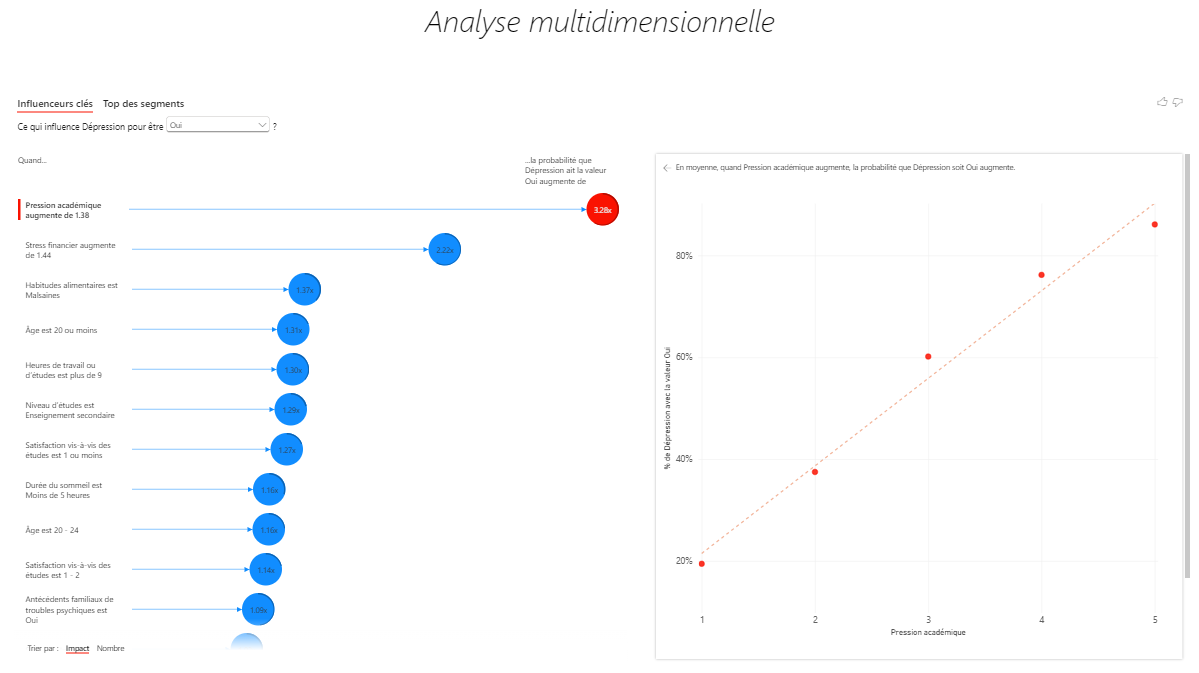 Analyse multidimensionnelle
Influenceurs clés Top des segments
Ce qui influence Dépression pour être Oui ?
Quand...
...la probabilité que
Dépression ait la valeur
Oui augmente de
Pression académique
augmente de 1.38
3.28x
Stress financier augmente
de 1.44
2.22x
Habitudes alimentaires est
Malsaines
1.37x
Âge est 20 ou moins
1.31x
Heures de travail ou
d'études est plus de 9
1.30x
Niveau d'études est
Enseignement secondaire
1.29x
Satisfaction vis-à-vis des
études est 1 ou moins
1.27x
Durée du sommeil est
Moins de 5 heures
1.16x
Âge est 20 - 24
1.16x
Satisfaction vis-à-vis des
études est 1 - 2
1.14x
Antécédents familiaux de
troubles psychiques est
Oui
1.09x
Trier par : Impact Nombre
En moyenne, quand Pression académique augmente, la probabilité que Dépression soit Oui augmente.
% de Dépression avec la valeur Oui
80%
60%
40%
20%
1 2 3 4 5
Pression académique